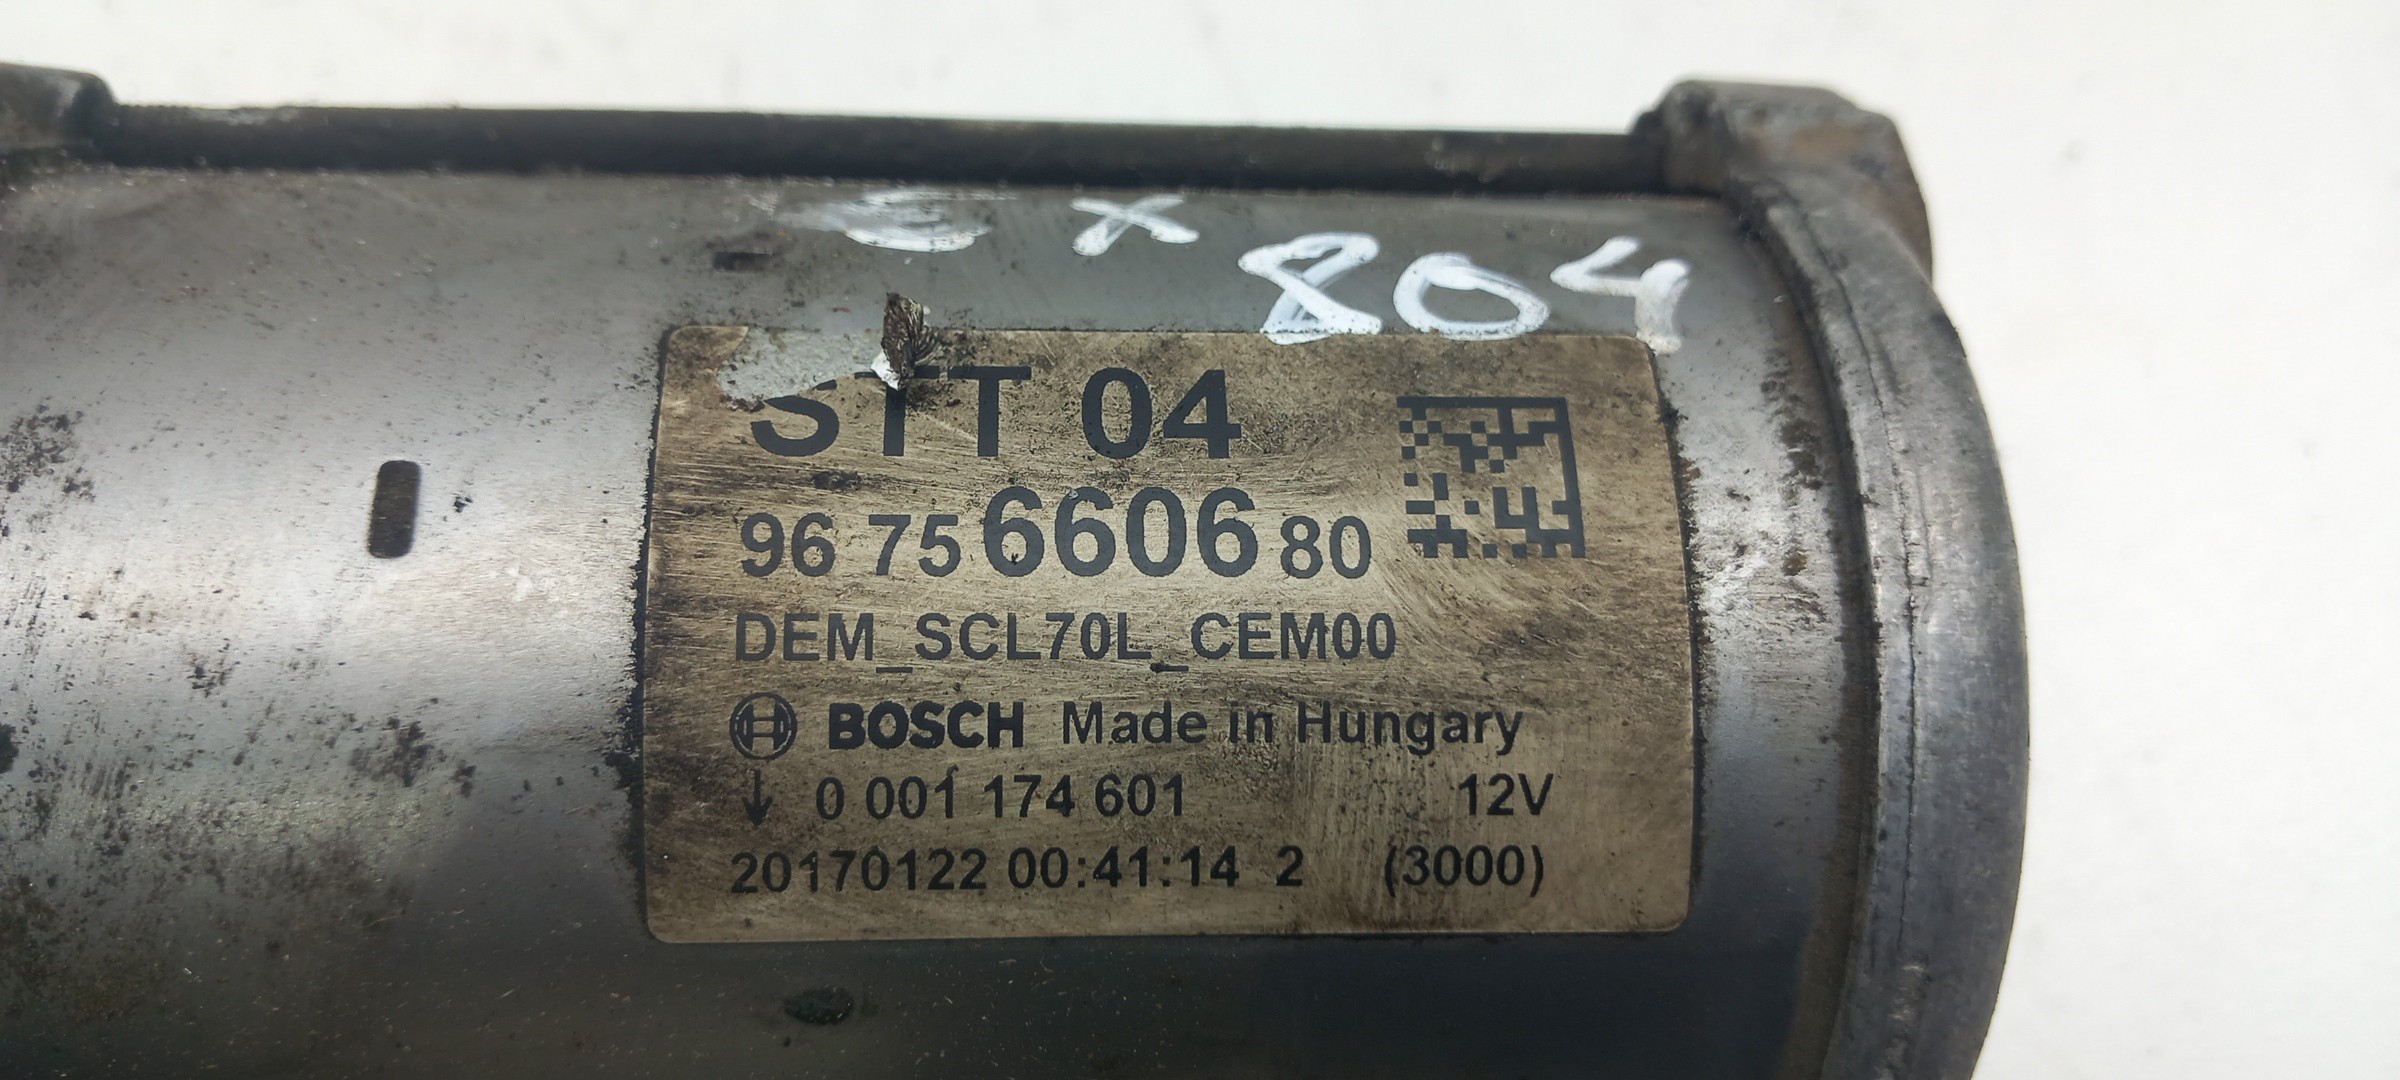 EX 804
STT 04
96 75 6606 80
DEM_SCL70L_CEM00
BOSCH Made in Hungary
0 001 174 601 12V
20170122 00:41:14 2 (3000)